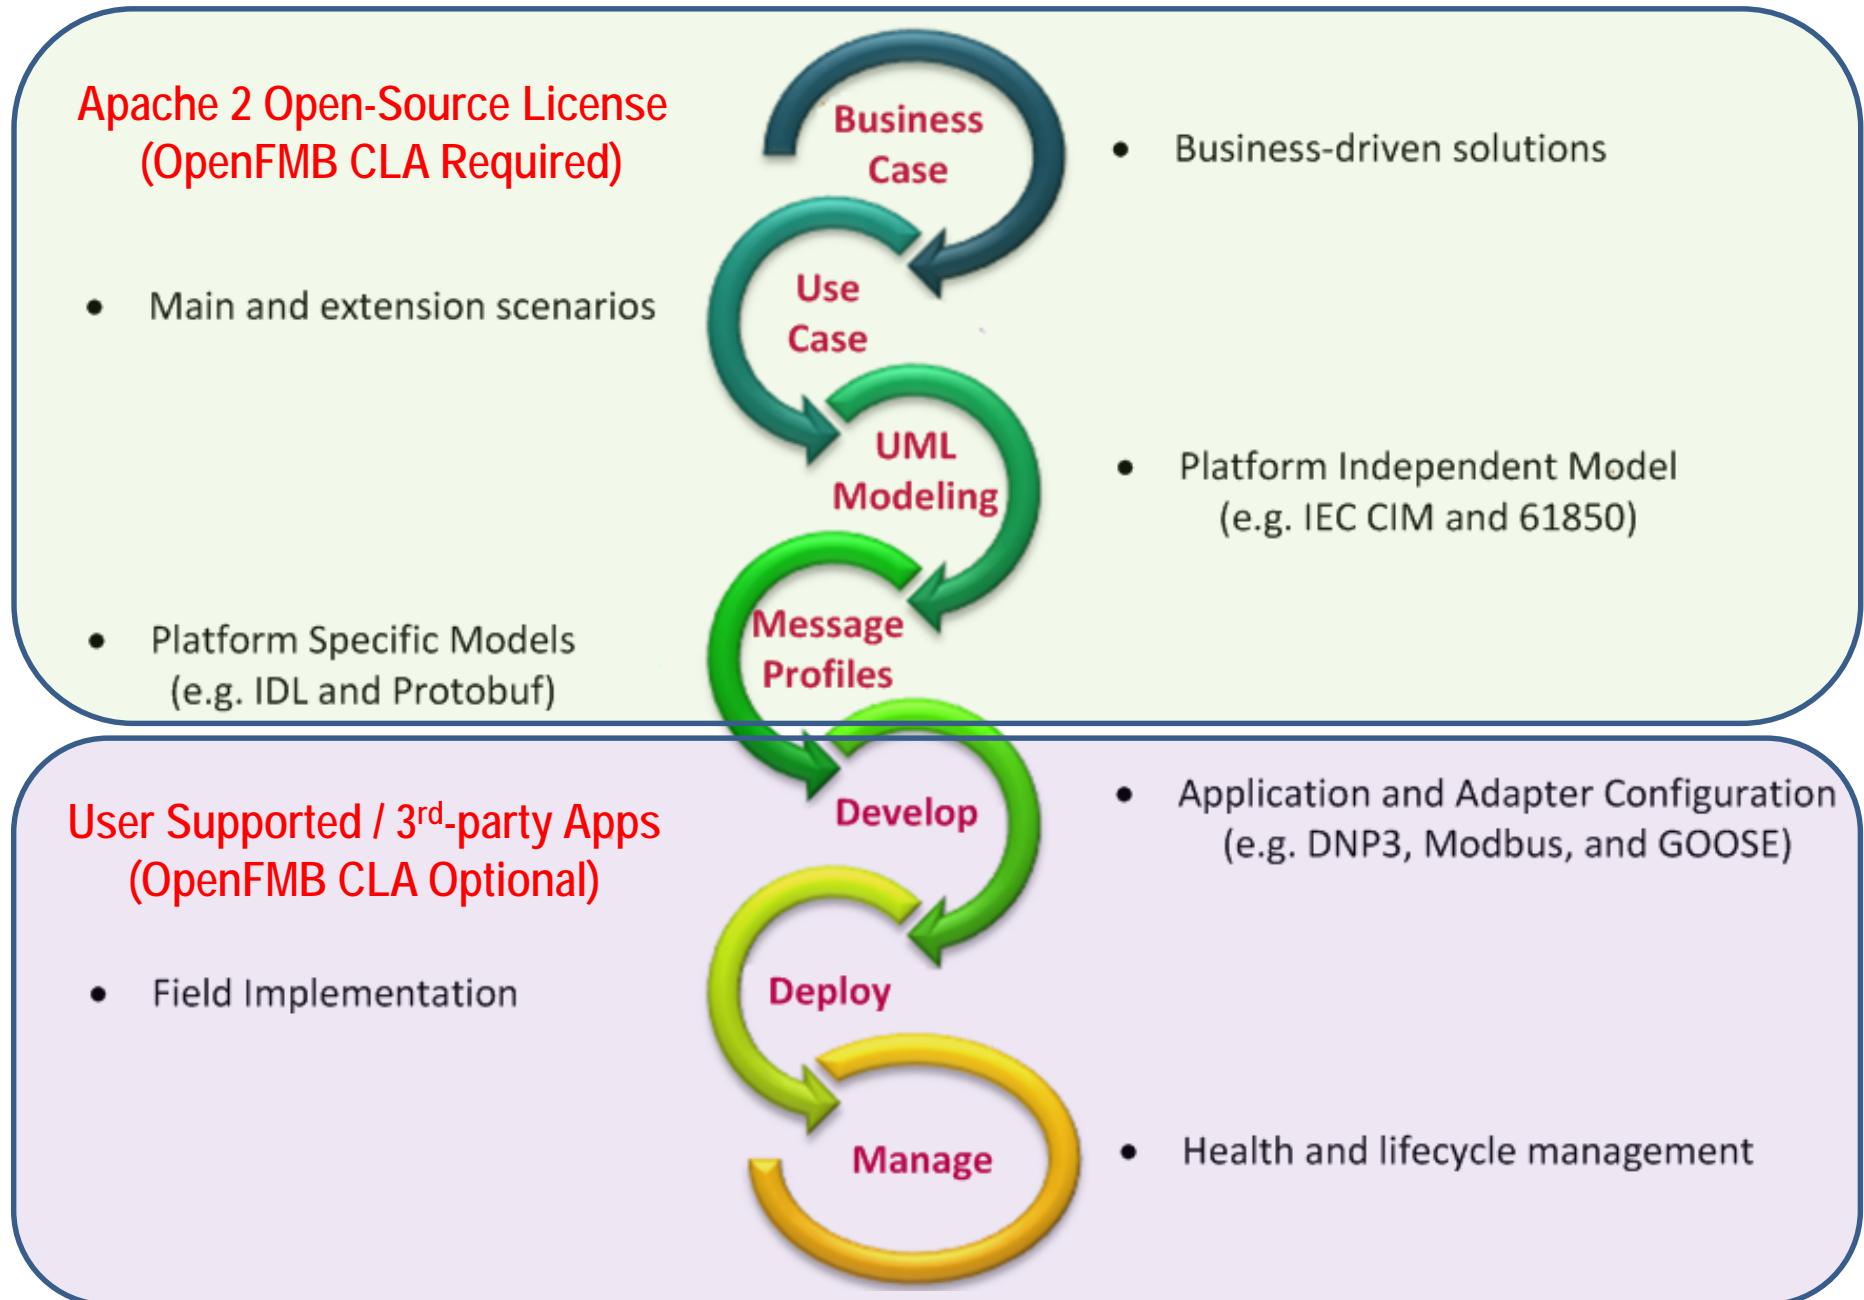 Apache 2 Open-Source License
(OpenFMB CLA Required)
Business
Case
• Business-driven solutions
Use
Case
• Main and extension scenarios
UML
Modeling
• Platform Independent Model
(e.g. IEC CIM and 61850)
Message
Profiles
• Platform Specific Models
(e.g. IDL and Protobuf)
User Supported / 3rd-party Apps
(OpenFMB CLA Optional)
Develop
• Application and Adapter Configuration
(e.g. DNP3, Modbus, and GOOSE)
Deploy
• Field Implementation
Manage
• Health and lifecycle management